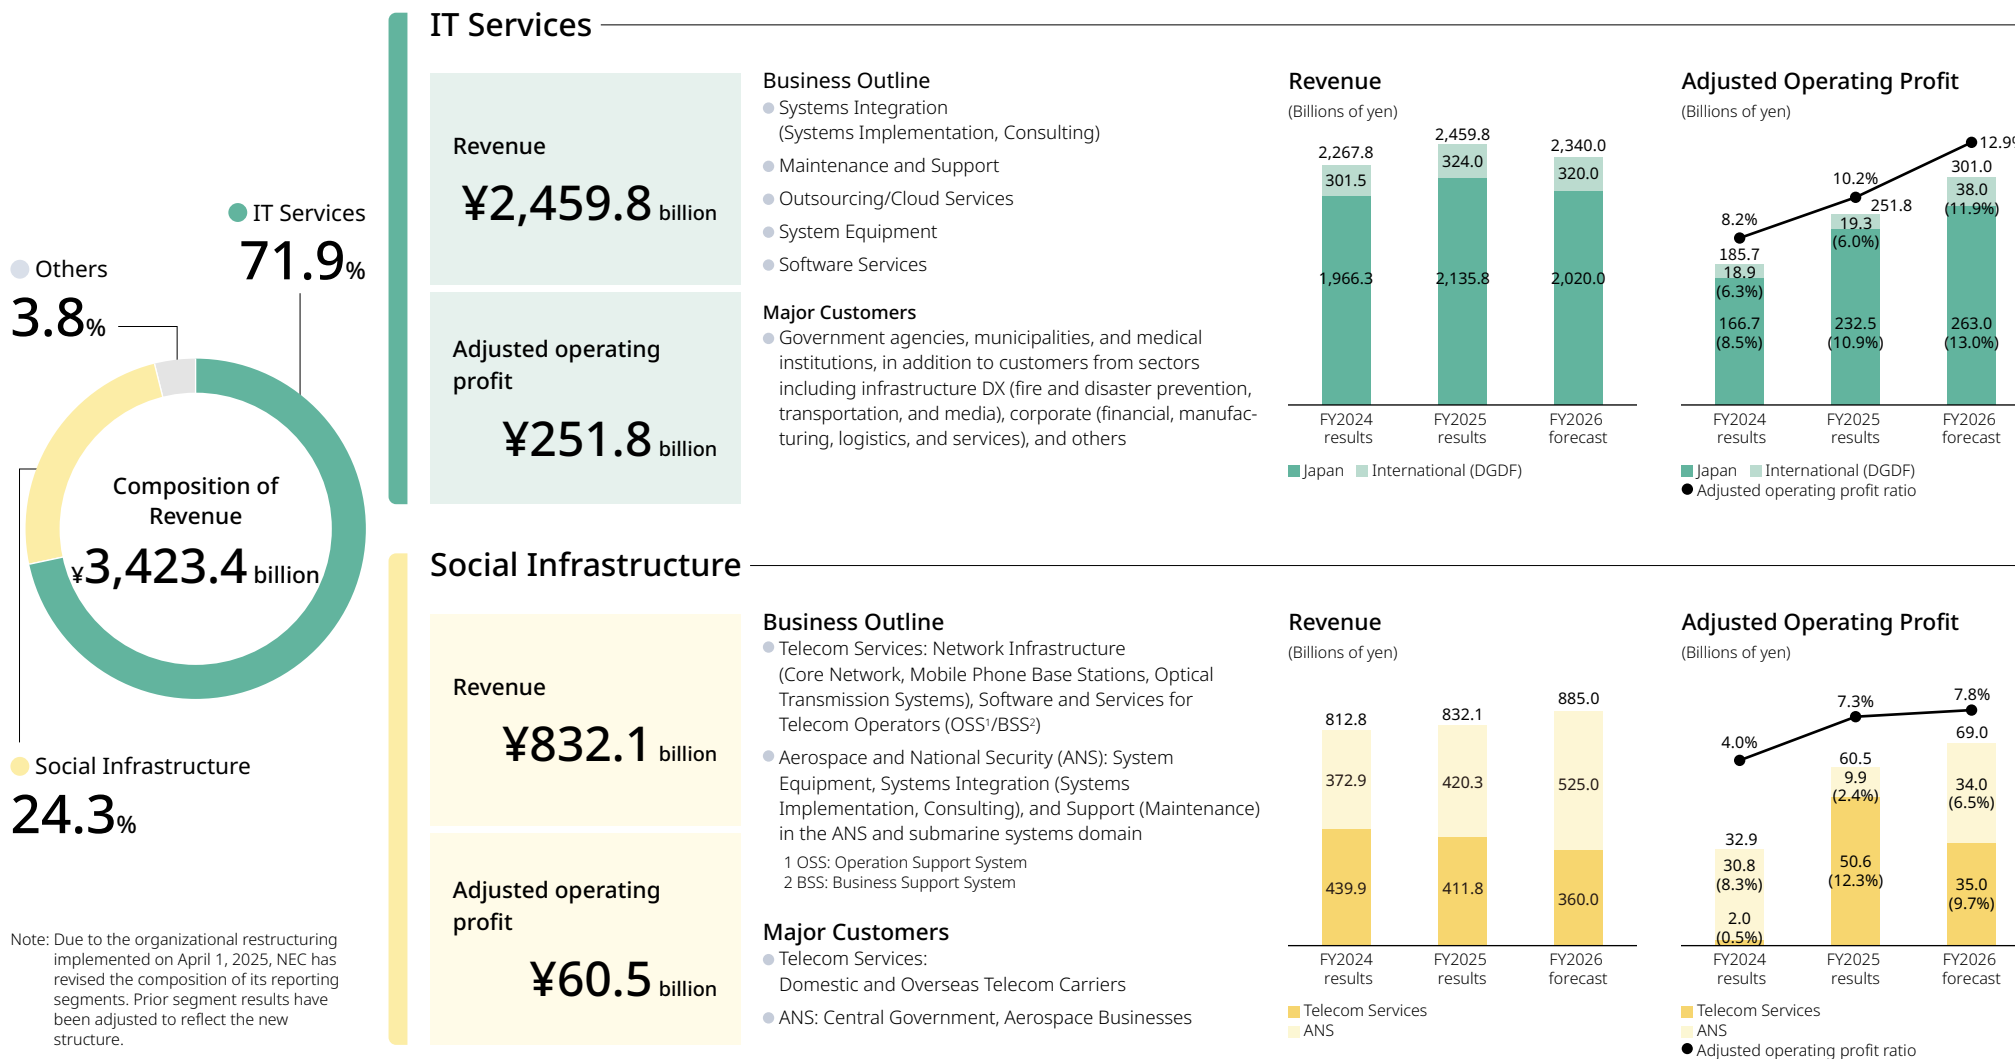 IT Services
71.9%
Others
3.8%
Composition of
Revenue
¥3,423.4 billion
Social Infrastructure
24.3%
Note: Due to the organizational restructuring
implemented on April 1, 2025, NEC has
revised the composition of its reporting
segments. Prior segment results have
been adjusted to reflect the new
structure.
IT Services
Revenue
¥2,459.8 billion
Adjusted operating
profit
¥251.8 billion
Business Outline
Systems Integration
(Systems Implementation, Consulting)
Maintenance and Support
Outsourcing/Cloud Services
System Equipment
Software Services
Major Customers
Government agencies, municipalities, and medical
institutions, in addition to customers from sectors
including infrastructure DX (fire and disaster prevention,
transportation, and media), corporate (financial, manufac-
turing, logistics, and services), and others
Revenue
(Billions of yen)
2,267.8 2,459.8 2,340.0
301.5 324.0 320.0
1,966.3 2,135.8 2,020.0
FY2024 FY2025 FY2026
results results forecast
Japan International (DGDF)
Adjusted Operating Profit
(Billions of yen)
8.2% 10.2% 12.9%
185.7 251.8 301.0
18.9 19.3 38.0
(6.3%) (6.0%) (11.9%)
166.7 232.5 263.0
(8.5%) (10.9%) (13.0%)
FY2024 FY2025 FY2026
results results forecast
Japan International (DGDF)
Adjusted operating profit ratio
Social Infrastructure
Revenue
¥832.1 billion
Adjusted operating
profit
¥60.5 billion
Business Outline
Telecom Services: Network Infrastructure
(Core Network, Mobile Phone Base Stations, Optical
Transmission Systems), Software and Services for
Telecom Operators (OSS¹/BSS²)
Aerospace and National Security (ANS): System
Equipment, Systems Integration (Systems
Implementation, Consulting), and Support (Maintenance)
in the ANS and submarine systems domain
1 OSS: Operation Support System
2 BSS: Business Support System
Major Customers
Telecom Services:
Domestic and Overseas Telecom Carriers
ANS: Central Government, Aerospace Businesses
Revenue
(Billions of yen)
812.8 832.1 885.0
372.9 420.3 525.0
439.9 411.8 360.0
FY2024 FY2025 FY2026
results results forecast
Telecom Services
ANS
Adjusted Operating Profit
(Billions of yen)
4.0% 7.3% 7.8%
32.9 60.5 69.0
30.8 9.9 34.0
(8.3%) (2.4%) (6.5%)
2.0 50.6 35.0
(0.5%) (12.3%) (9.7%)
FY2024 FY2025 FY2026
results results forecast
Telecom Services
ANS
Adjusted operating profit ratio